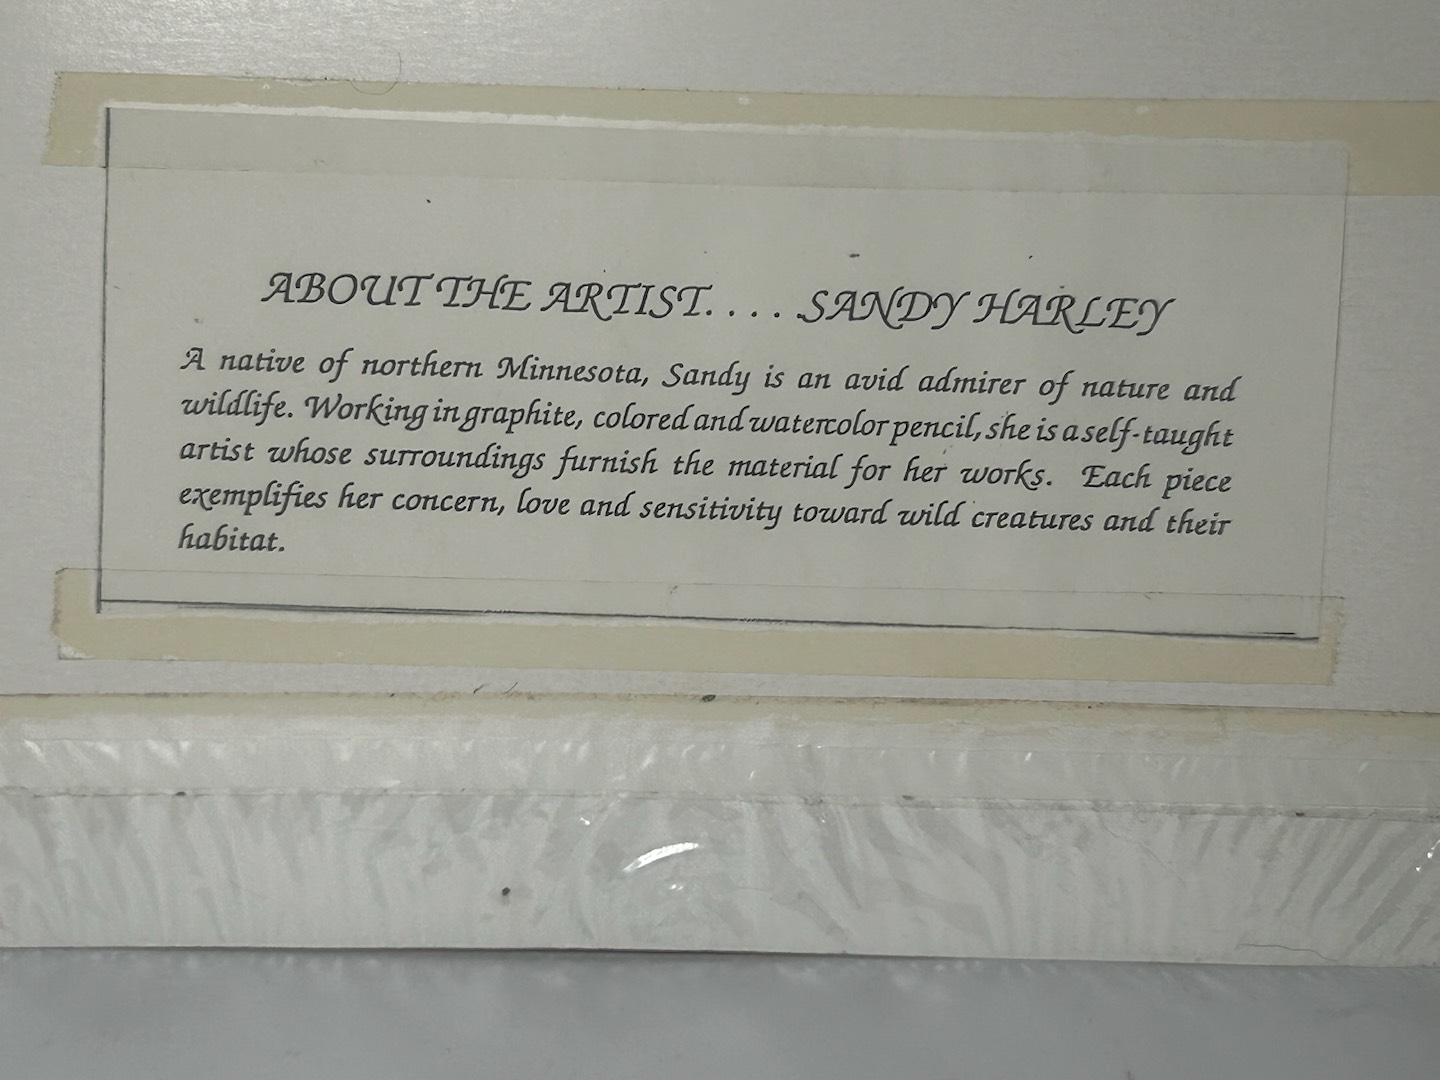 ABOUT THE ARTIST. . . . SANDY HARLEY
A native of northern Minnesota, Sandy is an avid admirer of nature and
wildlife. Working in graphite, colored and watercolor pencil, she is a self-taught
artist whose surroundings furnish the material for her works. Each piece
exemplifies her concern, love and sensitivity toward wild creatures and their
habitat.